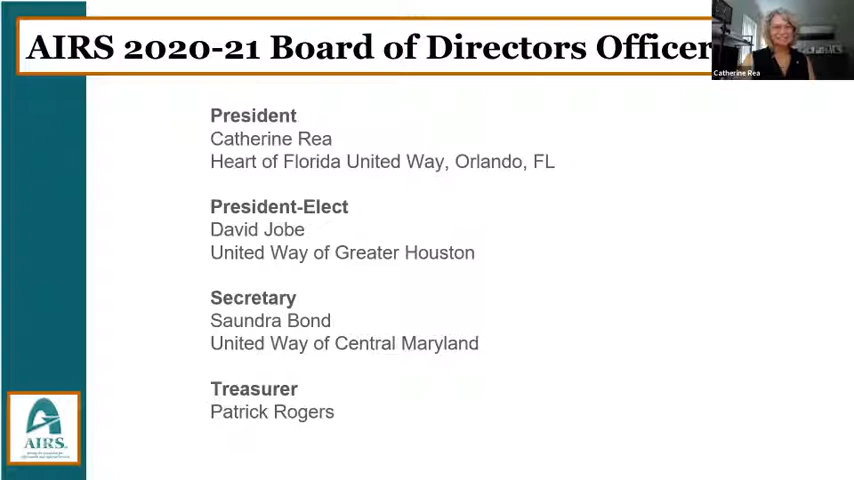 AIRS 2020-21 Board of Directors Officer
Catherine Rea
President
Catherine Rea
Heart of Florida United Way, Orlando, FL
President-Elect
David Jobe
United Way of Greater Houston
Secretary
Saundra Bond
United Way of Central Maryland
Treasurer
Patrick Rogers
AIRS